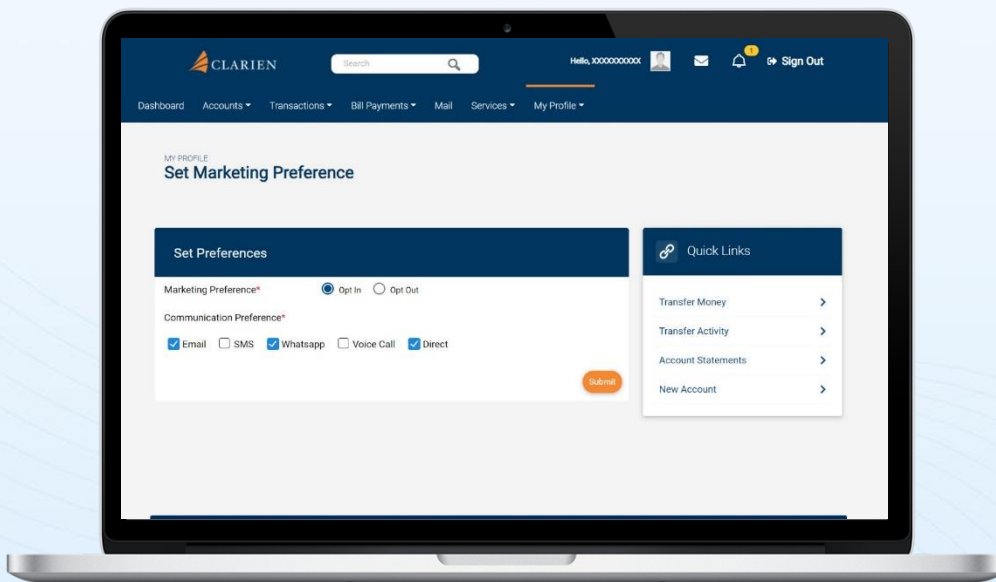 CLARIEN
Search
Hello, XXXXXXXXXX
1
Sign Out
Dashboard Accounts Transactions Bill Payments Mail Services My Profile
MY PROFILE
Set Marketing Preference
Set Preferences
Marketing Preference* Opt In Opt Out
Communication Preference*
Email SMS Whatsapp Voice Call Direct
Submit
Quick Links
Transfer Money
Transfer Activity
Account Statements
New Account